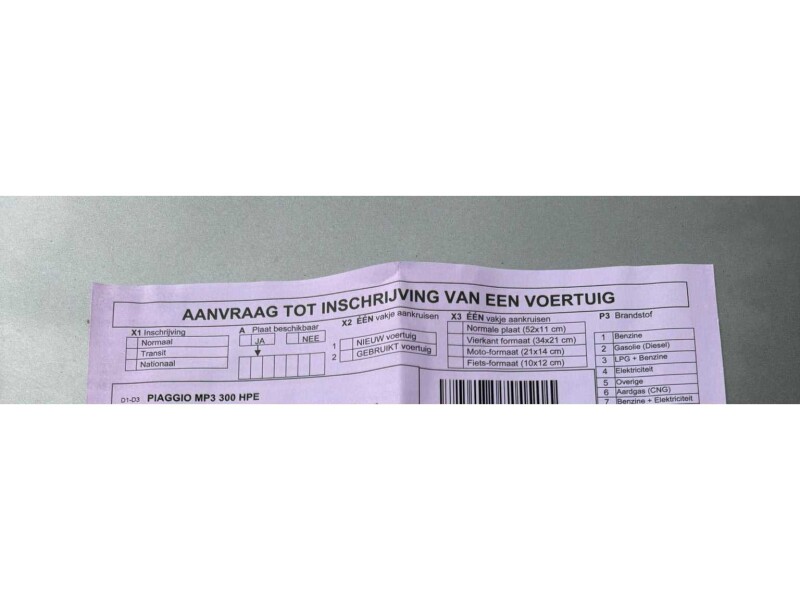 AANVRAAG TOT INSCHRIJVING VAN EEN VOERTUIG
X1 Inschrijving
Normaal
Transit
Nationaal
A Plaat beschikbaar
JA NEE
X2 ÉÉN vakje aankruisen
1 NIEUW voertuig
2 GEBRUIKT voertuig
X3 ÉÉN vakje aankruisen
Normale plaat (52x11 cm)
Vierkant formaat (34x21 cm)
Moto-formaat (21x14 cm)
Fiets-formaat (10x12 cm)
P3 Brandstof
1 Benzine
2 Gasolie (Diesel)
3 LPG + Benzine
4 Elektriciteit
5 Overige
6 Aardgas (CNG)
7 Benzine + Elektriciteit
D1-D3 PIAGGIO MP3 300 HPE